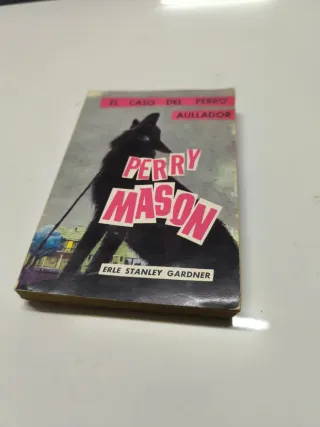 EL CASO DEL PERRO
AULLADOR
PERRY
MASON
ERLE STANLEY GARDNER